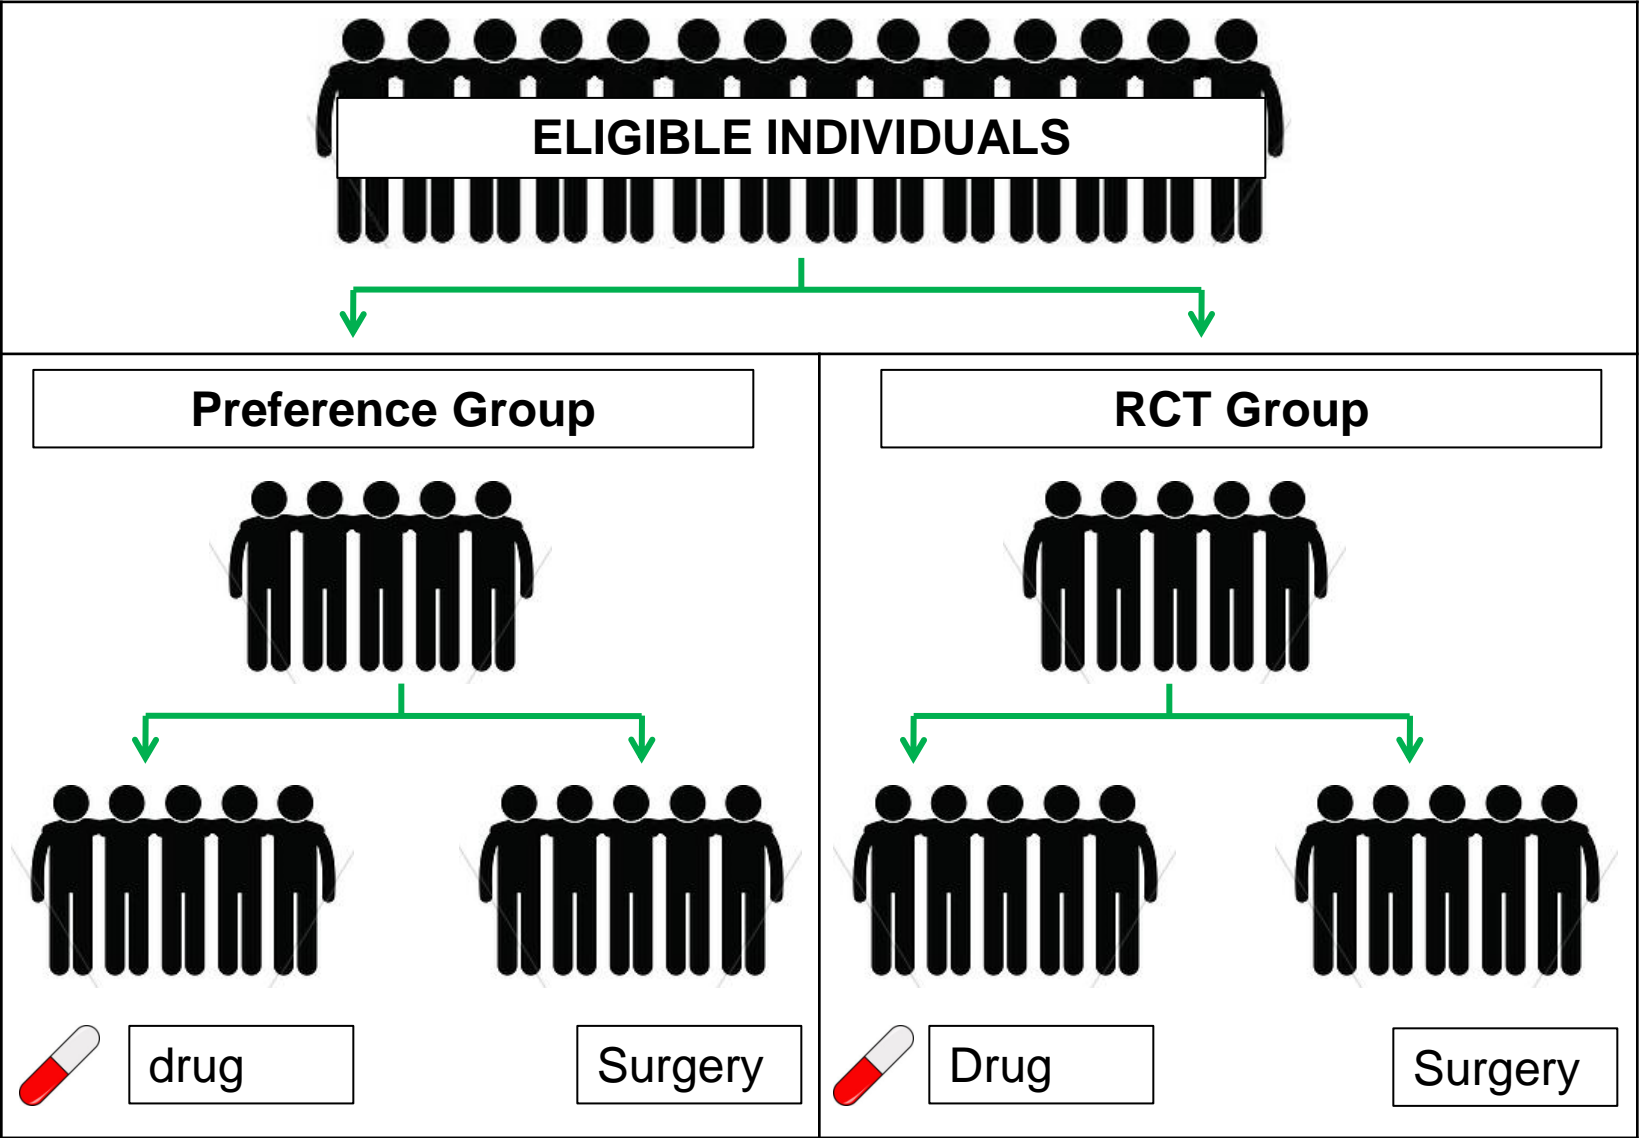 ELIGIBLE INDIVIDUALS
Preference Group
RCT Group
drug
Surgery
Drug
Surgery